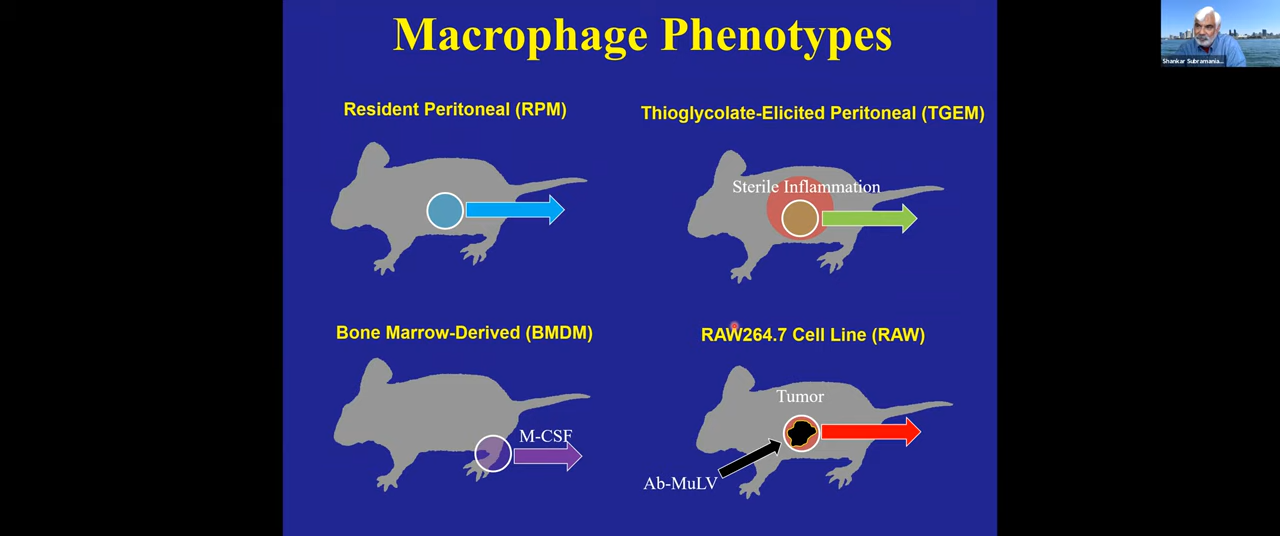 Macrophage Phenotypes
Shankar Subramania...
Resident Peritoneal (RPM)
Thioglycolate-Elicited Peritoneal (TGEM)
Sterile Inflammation
Bone Marrow-Derived (BMDM)
RAW264.7 Cell Line (RAW)
Tumor
M-CSF
Ab-MuLV